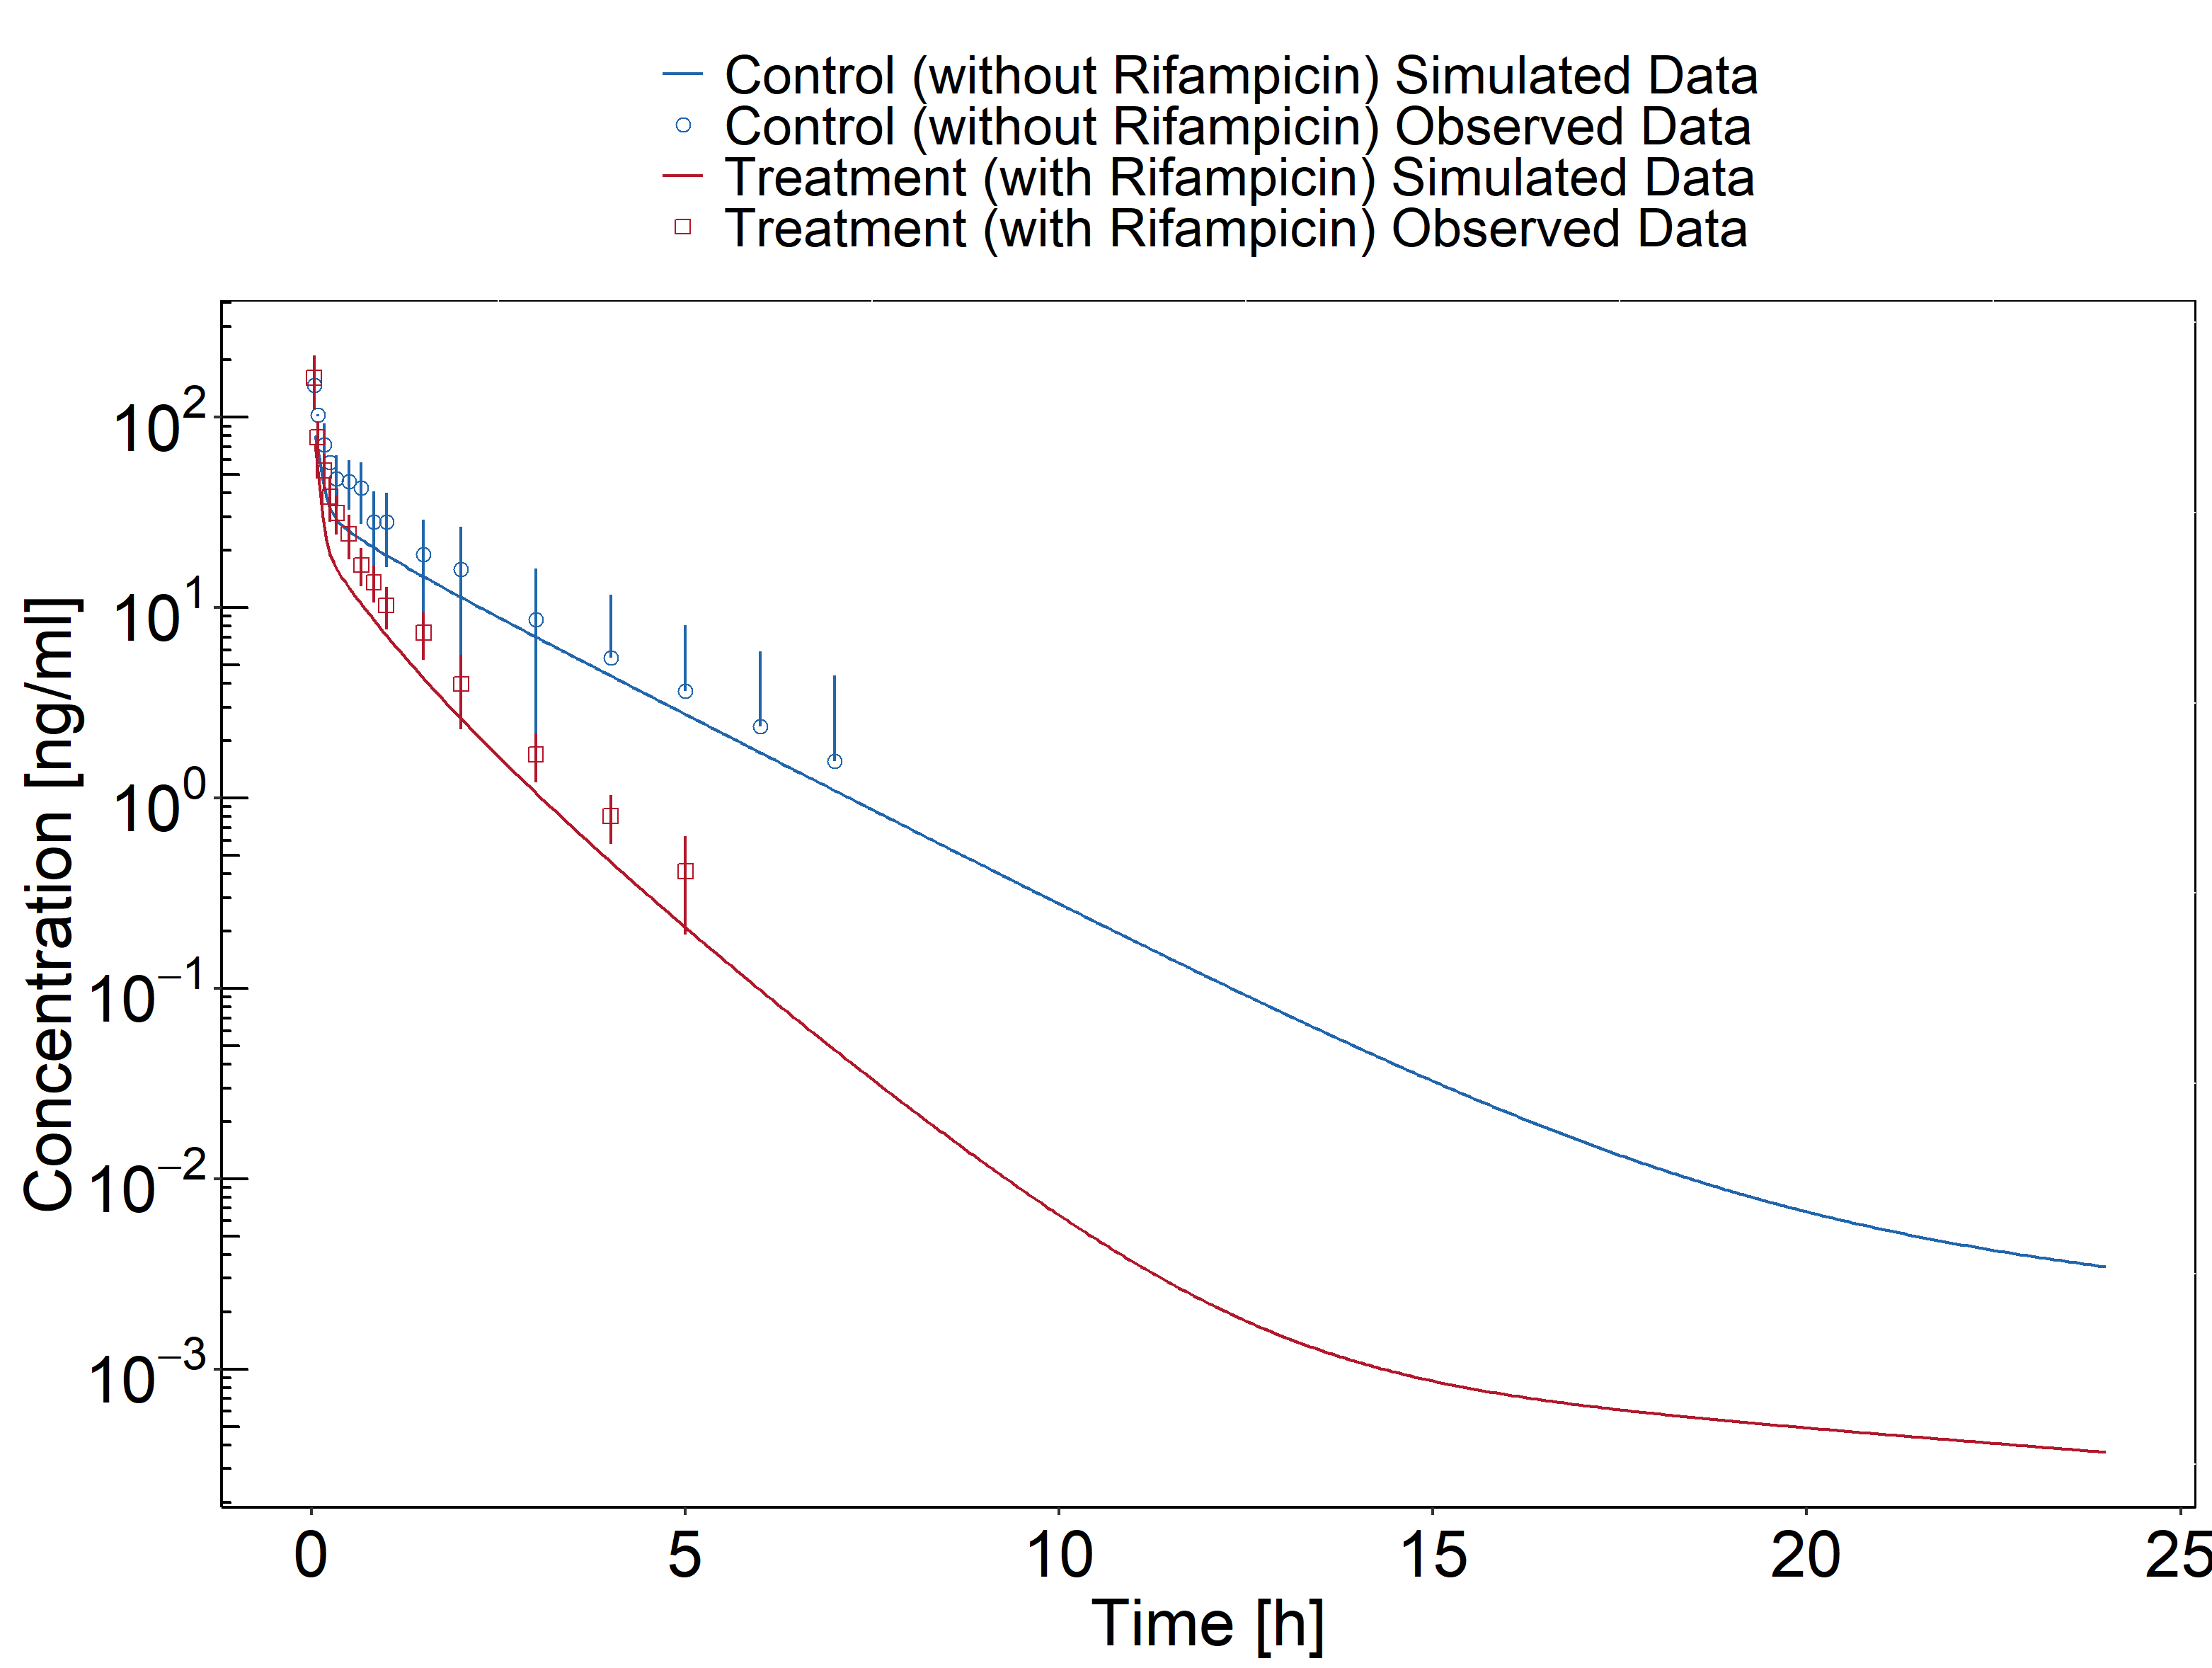 Control (without Rifampicin) Simulated Data
Control (without Rifampicin) Observed Data
Treatment (with Rifampicin) Simulated Data
Treatment (with Rifampicin) Observed Data
Concentration [ng/ml]
10²
10¹
10⁰
10⁻¹
10⁻²
10⁻³
0 5 10 15 20 25
Time [h]